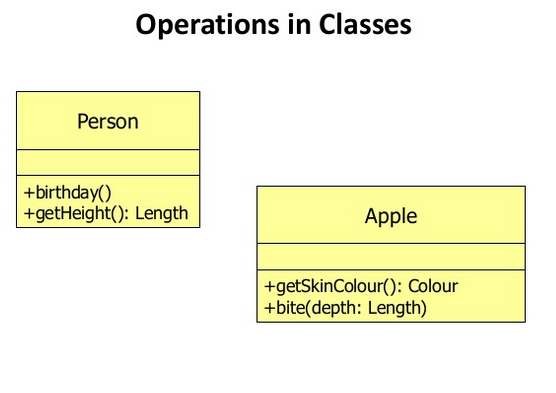 Operations in Classes
Person
+birthday()
+getHeight(): Length
Apple
+getSkinColour(): Colour
+bite(depth: Length)